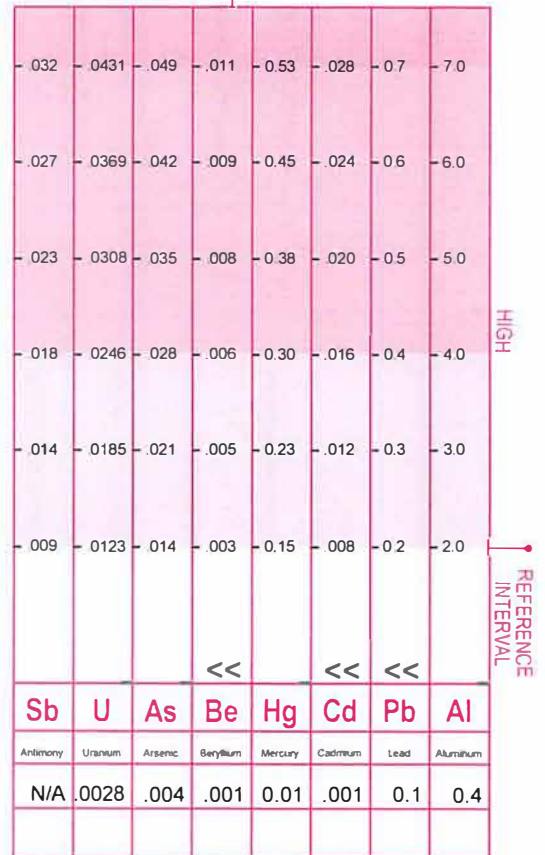 .032 .0431 .049 .011 0.53 .028 0.7 7.0
.027 .0369 .042 .009 0.45 .024 0.6 6.0
.023 .0308 .035 .008 0.38 .020 0.5 5.0
HIGH
.018 .0246 .028 .006 0.30 .016 0.4 4.0
.014 .0185 .021 .005 0.23 .012 0.3 3.0
.009 .0123 .014 .003 0.15 .008 0.2 2.0
REFERENCE
INTERVAL
<< << <<
Sb U As Be Hg Cd Pb Al
Antimony Uranium Arsenic Beryllium Mercury Cadmium Lead Aluminum
N/A .0028 .004 .001 0.01 .001 0.1 0.4